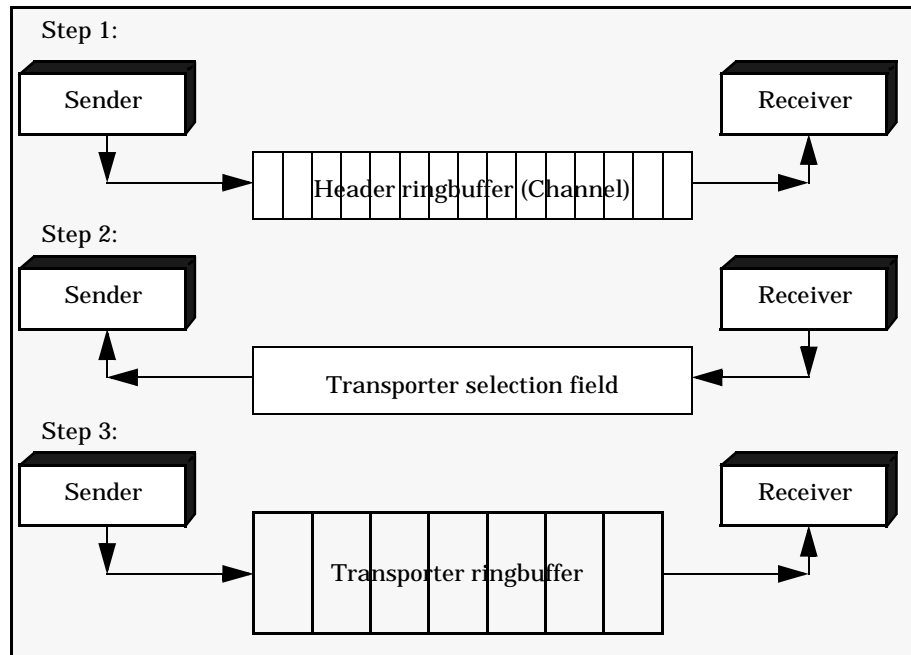 Step 1:
Sender
Receiver
Header ringbuffer (Channel)
Step 2:
Sender
Receiver
Transporter selection field
Step 3:
Sender
Receiver
Transporter ringbuffer